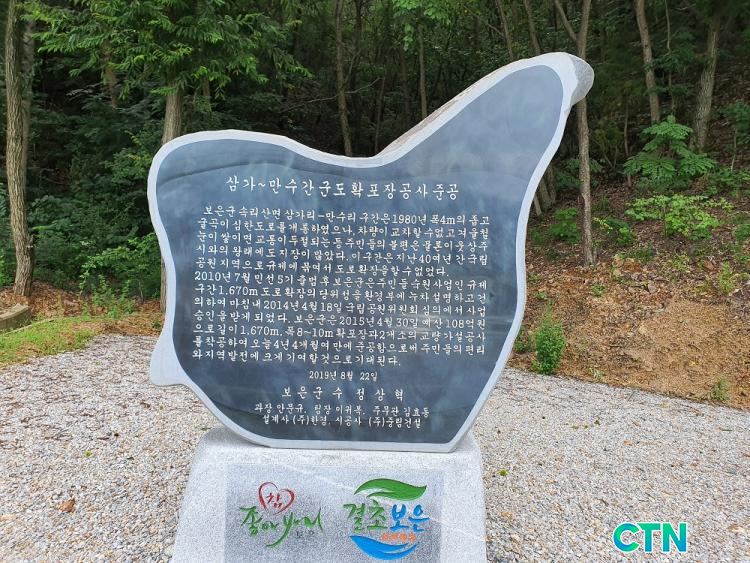 삼가~만수간군도확포장공사준공
보은군 속리산면 삼가리-만수리 구간은1980년 폭4m의 좁고
굴곡이 심한도로를개통하였으나, 차량이 교차할수없고겨울철
눈이 쌓이면 교통이 두절되는 등 주민들의 불편은 물론이웃상주
시와의 왕래에도지장이 많았다. 이구간은지난 40여년 간국립
공원 지역으로규제에 묶여서 도로확장을할수없었다.
2010년 7월 민선5기 출범 후 보은군은주민들 숙원사업인 규제
구간1.670m 도로확장의당위성을환경부에누차설명하고건
의하여 마침내 2014년 4월 18일 국립공원위원회 심의에서사업
승인을 받게 되었다. 보은군은2015년 4월 30일 예산108억원
으로길이 1,670m, 폭8~10m 확포장과2개소의 교량가설공사
를착공하여 오늘4년 4개월여 만에 준공함으로써 주민들의 편리
와지역발전에 크게 기여할것으로기대된다.
2019년 8월 22일
보은군수 정상혁
과장 안문규, 팀장 이귀복, 주무관 김효동
설계사 (주)한경, 시공사 (주)중립건설
참
좋아
결초보은
CTN